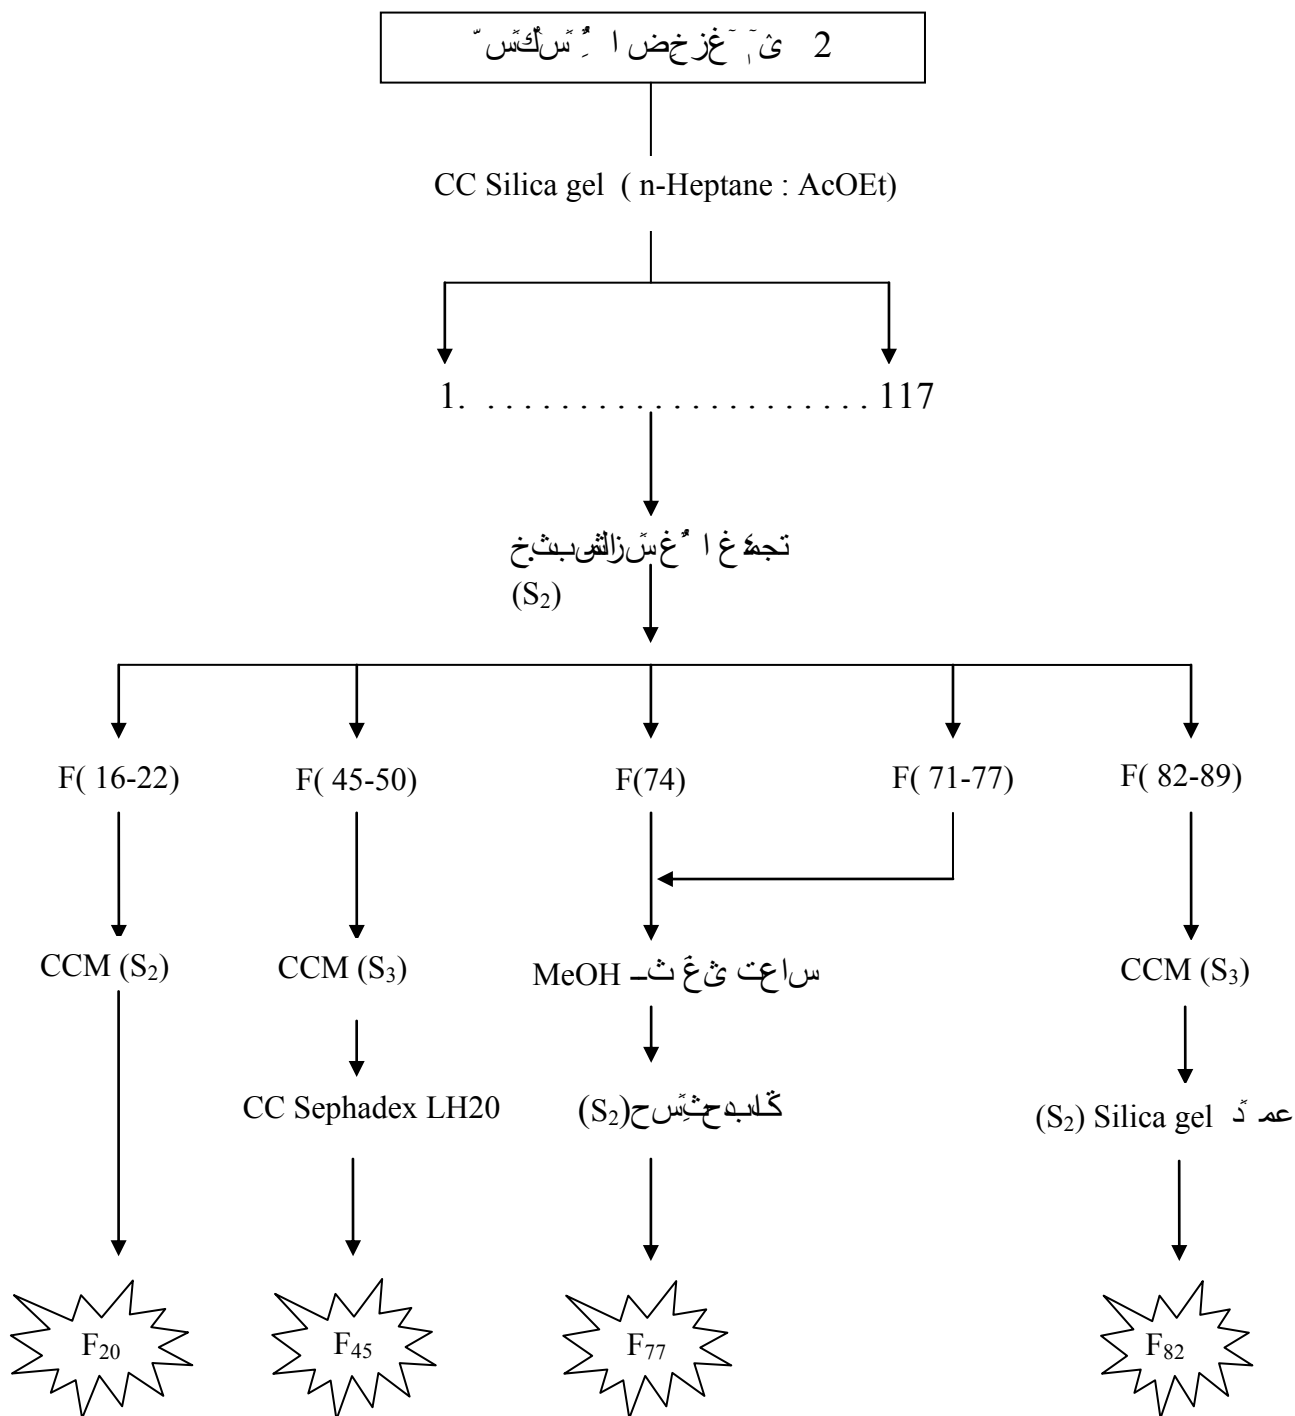 2
CC Silica gel ( n-Heptane : AcOEt)
1. . . . . . . . . . . . . . . . . . . . . . 117
(S₂)
F( 16-22)
F( 45-50)
F(74)
F( 71-77)
F( 82-89)
CCM (S₂)
CCM (S₃)
MeOH
CCM (S₃)
CC Sephadex LH20
(S₂)
(S₂) Silica gel
F₂₀
F₄₅
F₇₇
F₈₂